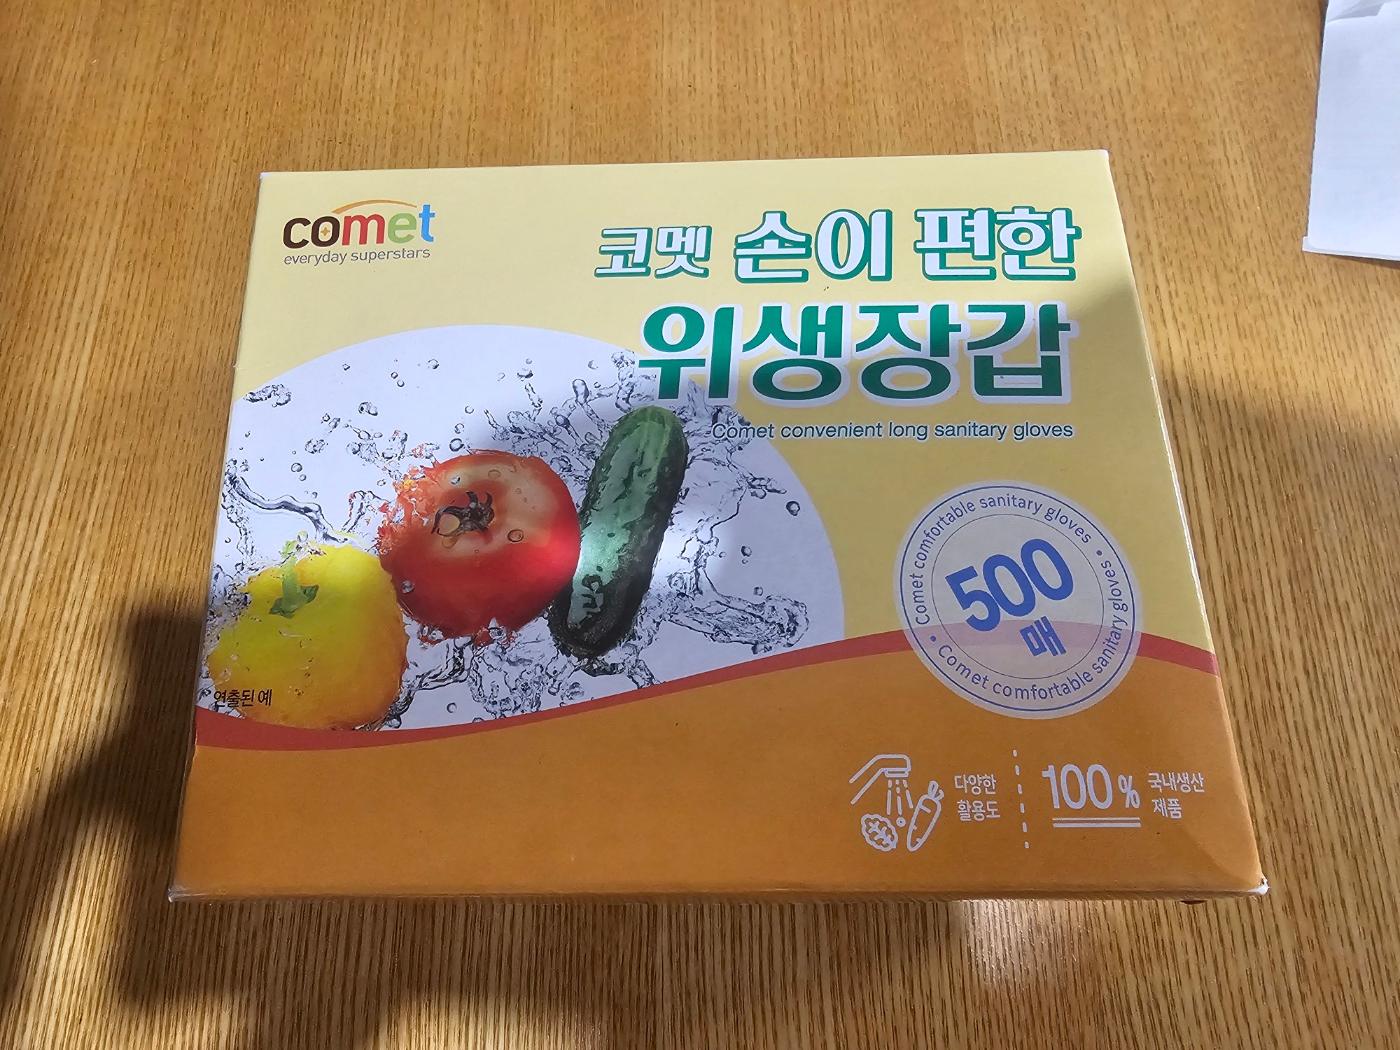 comet
everyday superstars
코멧 손이 편한
위생장갑
Comet convenient long sanitary gloves
Comet comfortable sanitary gloves •
500
매
Comet comfortable sanitary gloves •
연출된 예
다양한
활용도
100%
국내생산
제품